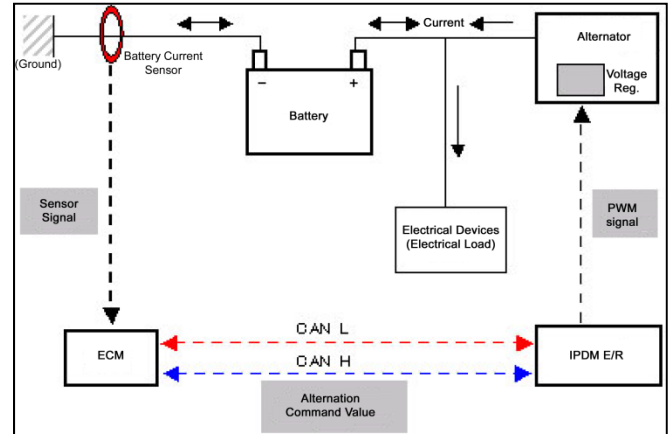 (Ground)
Battery Current
Sensor
Current
Alternator
Voltage
Reg.
−
+
Battery
Sensor
Signal
Electrical Devices
(Electrical Load)
PWM
signal
ECM
CAN L
CAN H
IPDM E/R
Alternation
Command Value